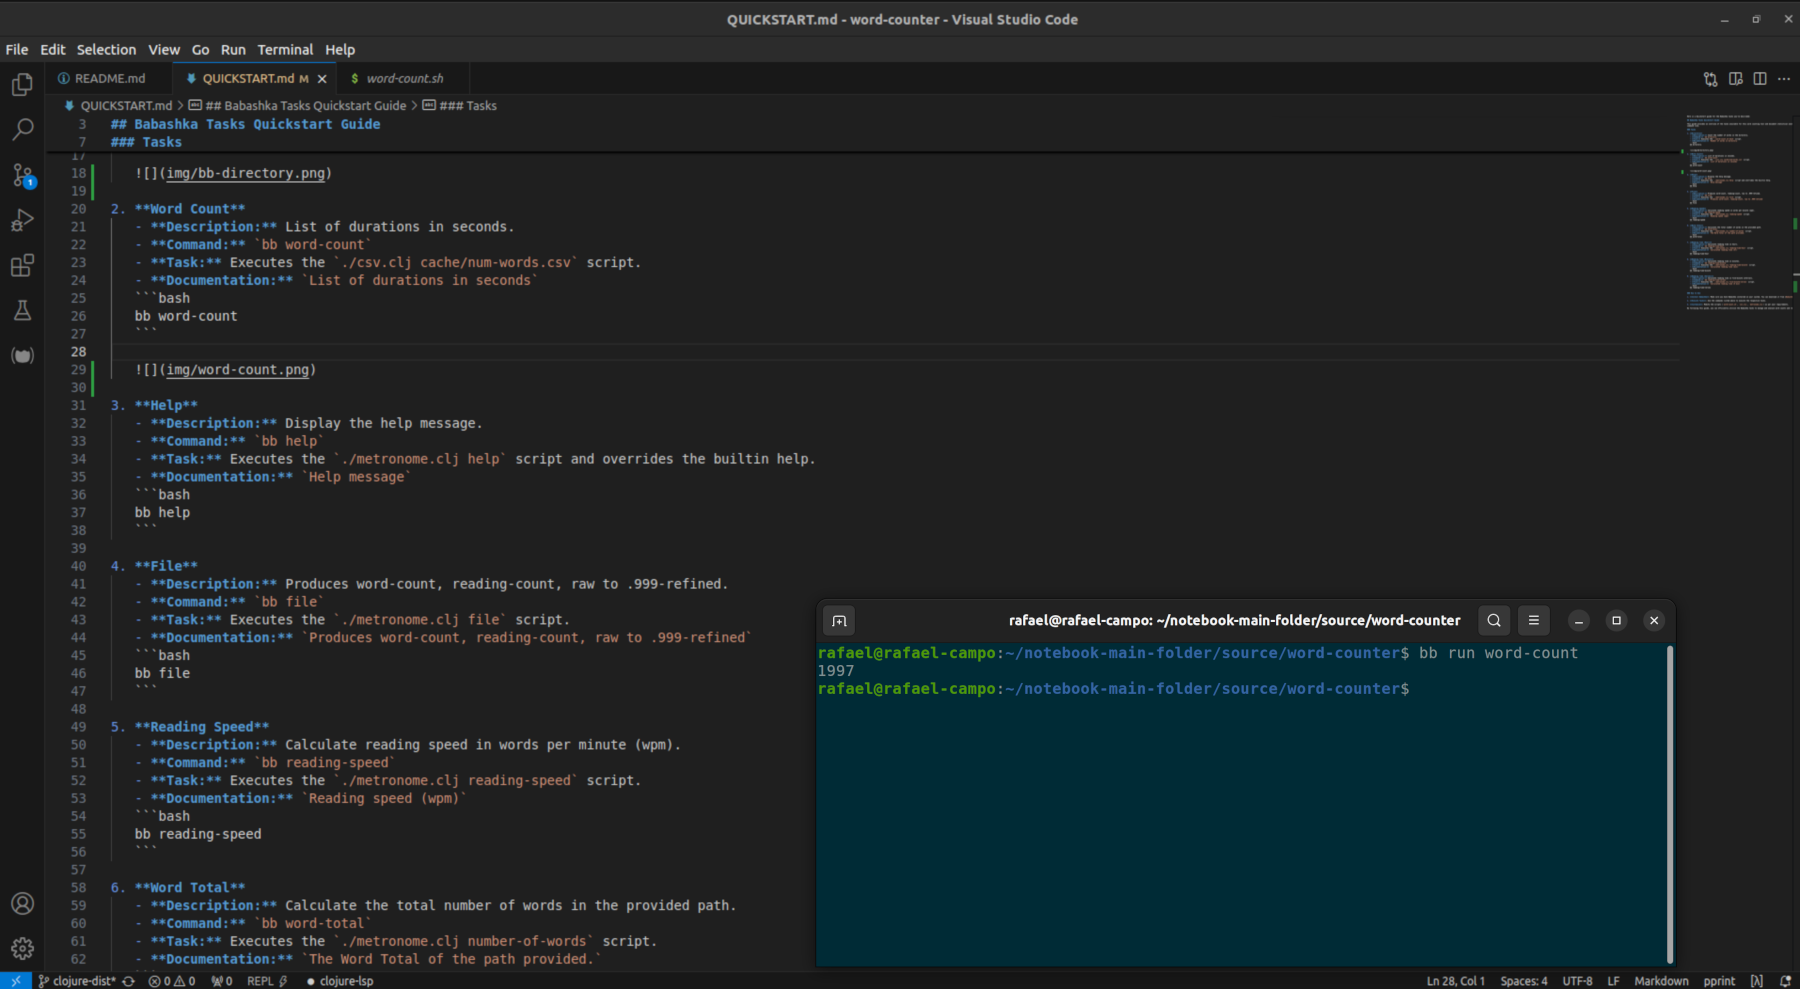 QUICKSTART.md - word-counter - Visual Studio Code
File Edit Selection View Go Run Terminal Help
README.md QUICKSTART.md M word-count.sh
QUICKSTART.md > ## Babashka Tasks Quickstart Guide > ### Tasks
3 ## Babashka Tasks Quickstart Guide
7 ### Tasks
17
18 ![](img/bb-directory.png)
19
20 2. **Word Count**
21 - **Description:** List of durations in seconds.
22 - **Command:** `bb word-count`
23 - **Task:** Executes the `./csv.clj cache/num-words.csv` script.
24 - **Documentation:** `List of durations in seconds`
25 ```bash
26 bb word-count
27 ```
28
29 ![](img/word-count.png)
30
31 3. **Help**
32 - **Description:** Display the help message.
33 - **Command:** `bb help`
34 - **Task:** Executes the `./metronome.clj help` script and overrides the builtin help.
35 - **Documentation:** `Help message`
36 ```bash
37 bb help
38 ```
39
40 4. **File**
41 - **Description:** Produces word-count, reading-count, raw to .999-refined.
42 - **Command:** `bb file`
43 - **Task:** Executes the `./metronome.clj file` script.
44 - **Documentation:** `Produces word-count, reading-count, raw to .999-refined`
45 ```bash
46 bb file
47 ```
48
49 5. **Reading Speed**
50 - **Description:** Calculate reading speed in words per minute (wpm).
51 - **Command:** `bb reading-speed`
52 - **Task:** Executes the `./metronome.clj reading-speed` script.
53 - **Documentation:** `Reading speed (wpm)`
54 ```bash
55 bb reading-speed
56 ```
57
58 6. **Word Total**
59 - **Description:** Calculate the total number of words in the provided path.
60 - **Command:** `bb word-total`
61 - **Task:** Executes the `./metronome.clj number-of-words` script.
62 - **Documentation:** `The Word Total of the path provided.`
rafael@rafael-campo: ~/notebook-main-folder/source/word-counter
rafael@rafael-campo:~/notebook-main-folder/source/word-counter$ bb run word-count
1997
rafael@rafael-campo:~/notebook-main-folder/source/word-counter$
1
clojure-dist* 0 0 0 REPL clojure-lsp Ln 28, Col 1 Spaces: 4 UTF-8 LF Markdown pprint [λ]